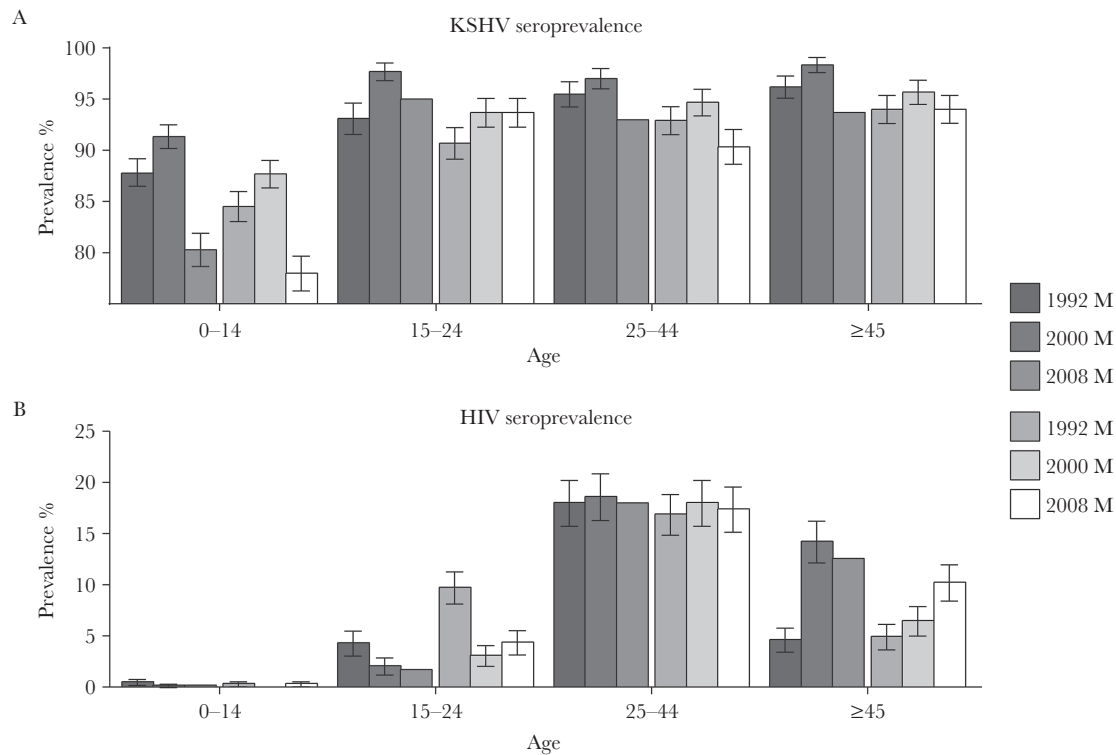 A
KSHV seroprevalence
Prevalence %
100
95
90
85
80
0–14
15–24
25–44
≥45
Age
1992 M
2000 M
2008 M
1992 M
2000 M
2008 M
B
HIV seroprevalence
Prevalence %
25
20
15
10
5
0
0–14
15–24
25–44
≥45
Age